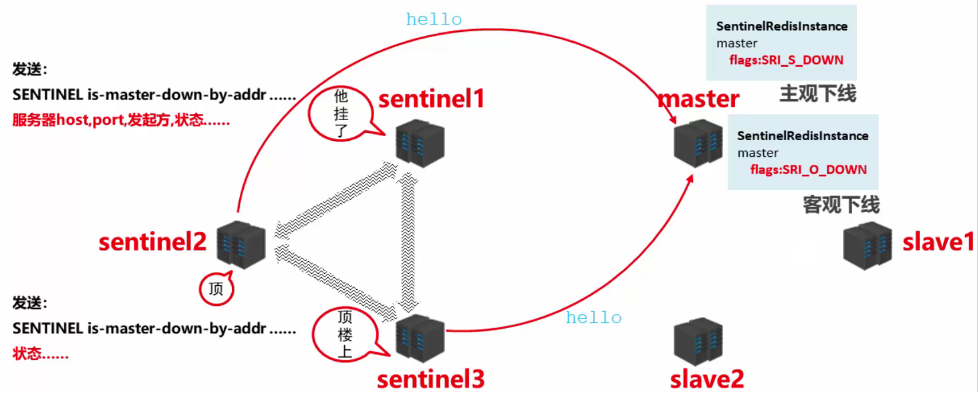 hello
发送：
SENTINEL is-master-down-by-addr ……
服务器host,port,发起方,状态……
他
挂
了
sentinel1
master
SentinelRedisInstance
master
flags:SRI_S_DOWN
主观下线
SentinelRedisInstance
master
flags:SRI_O_DOWN
客观下线
sentinel2
顶
slave1
发送：
SENTINEL is-master-down-by-addr ……
状态……
顶
楼
上
sentinel3
hello
slave2